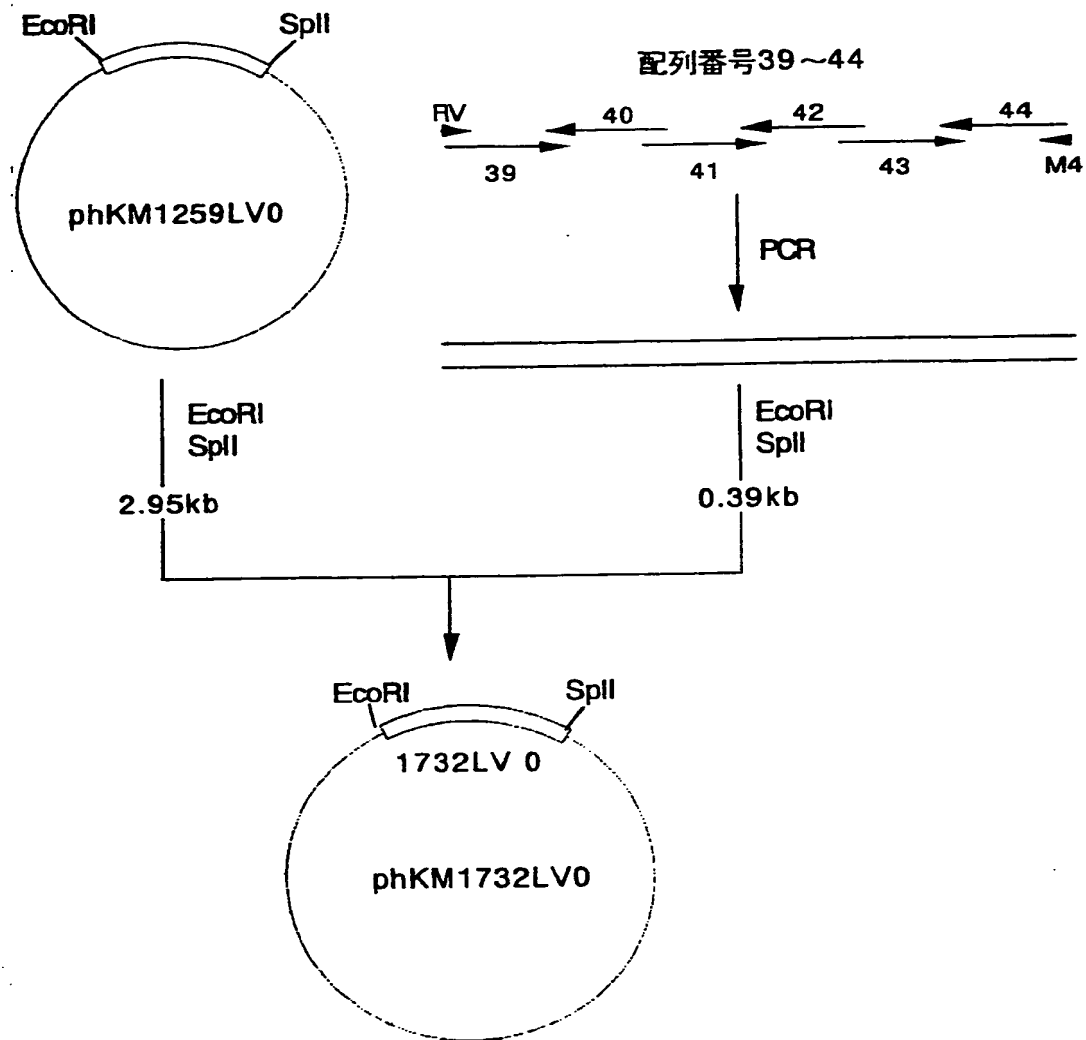 EcoRI
SplI
phKM1259LV0
EcoRI
SplI
2.95kb
配列番号39～44
RV
40
42
44
39
41
43
M4
PCR
EcoRI
SplI
0.39kb
EcoRI
SplI
1732LV 0
phKM1732LV0